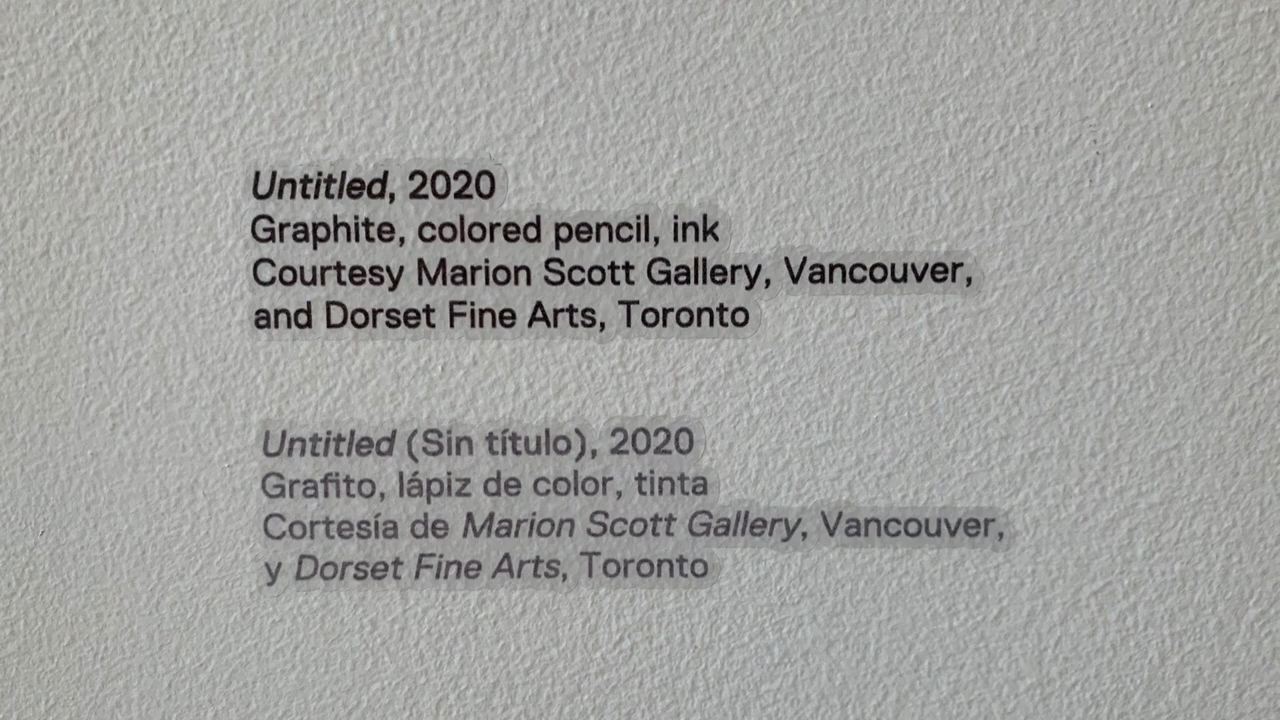 Untitled, 2020
Graphite, colored pencil, ink
Courtesy Marion Scott Gallery, Vancouver,
and Dorset Fine Arts, Toronto
Untitled (Sin título), 2020
Grafito, lápiz de color, tinta
Cortesía de Marion Scott Gallery, Vancouver,
y Dorset Fine Arts, Toronto